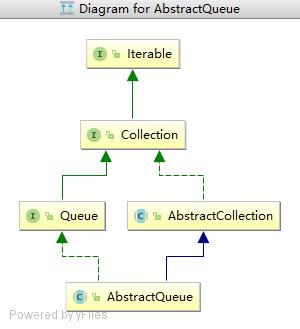 Diagram for AbstractQueue
I Iterable
I Collection
I Queue
C AbstractCollection
C AbstractQueue
Powered by yFiles